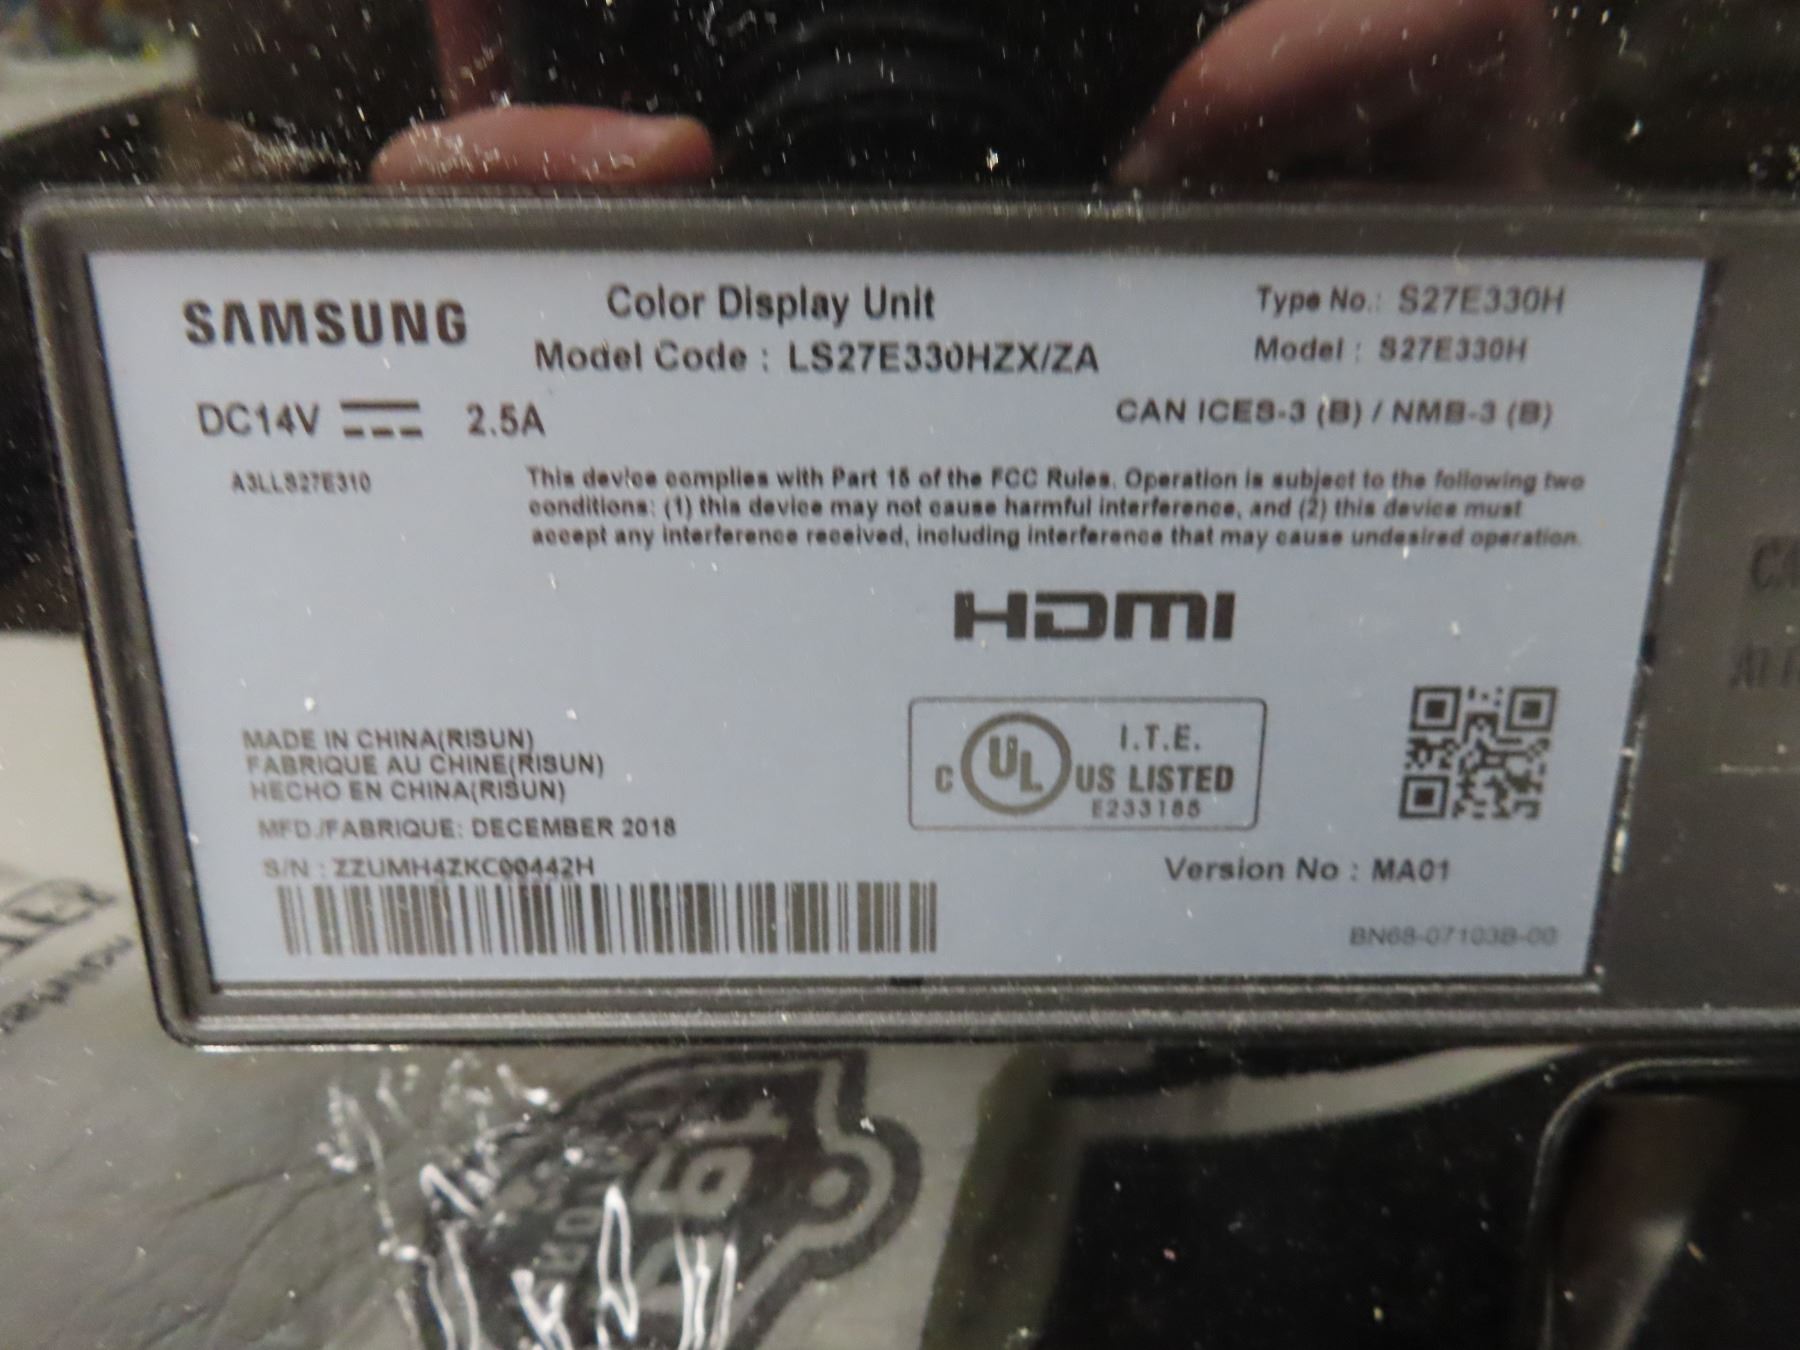 SAMSUNG
Color Display Unit
Model Code : LS27E330HZX/ZA
Type No.: S27E330H
Model : S27E330H
DC14V 2.5A
CAN ICES-3 (B) / NMB-3 (B)
A3LLS27E310
This device complies with Part 15 of the FCC Rules. Operation is subject to the following two
conditions: (1) this device may not cause harmful interference, and (2) this device must
accept any interference received, including interference that may cause undesired operation.
HDMI
MADE IN CHINA(RISUN)
FABRIQUE AU CHINE(RISUN)
HECHO EN CHINA(RISUN)
MFD./FABRIQUE: DECEMBER 2018
S/N : ZZUMH4ZKC00442H
C UL US LISTED
I.T.E.
E233185
Version No : MA01
BN68-07103B-00